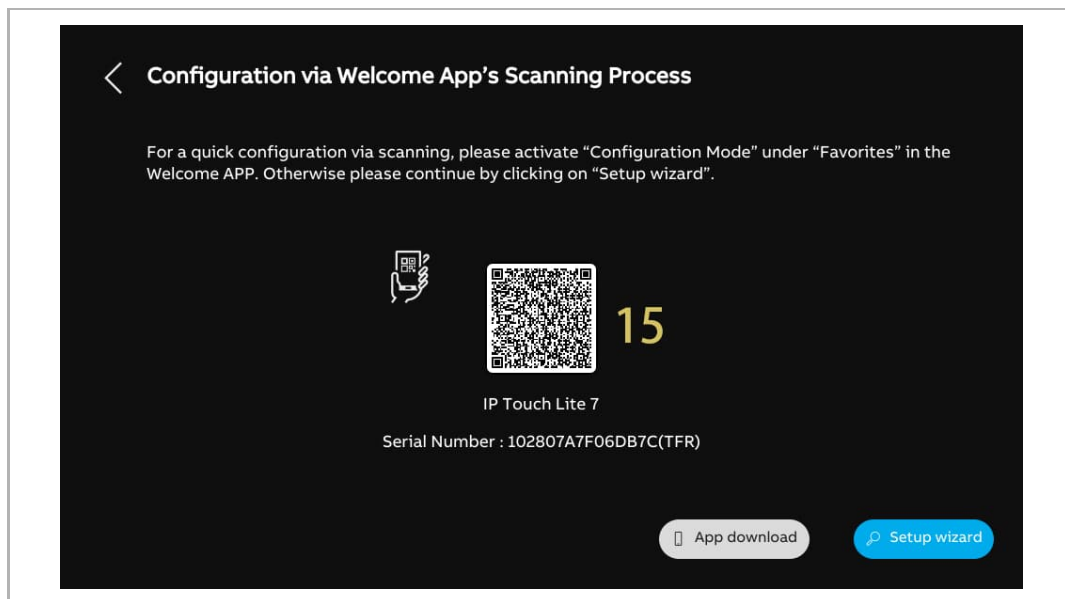 Configuration via Welcome App's Scanning Process
For a quick configuration via scanning, please activate “Configuration Mode” under “Favorites” in the
Welcome APP. Otherwise please continue by clicking on “Setup wizard”.
15
IP Touch Lite 7
Serial Number : 102807A7F06DB7C(TFR)
App download
Setup wizard